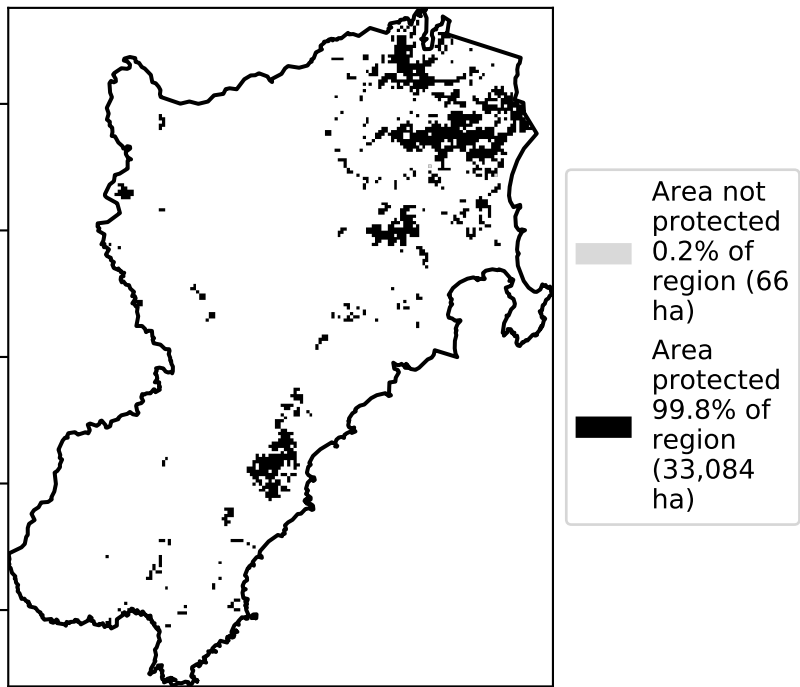 Area not
protected
0.2% of
region (66
ha)
Area
protected
99.8% of
region
(33,084
ha)